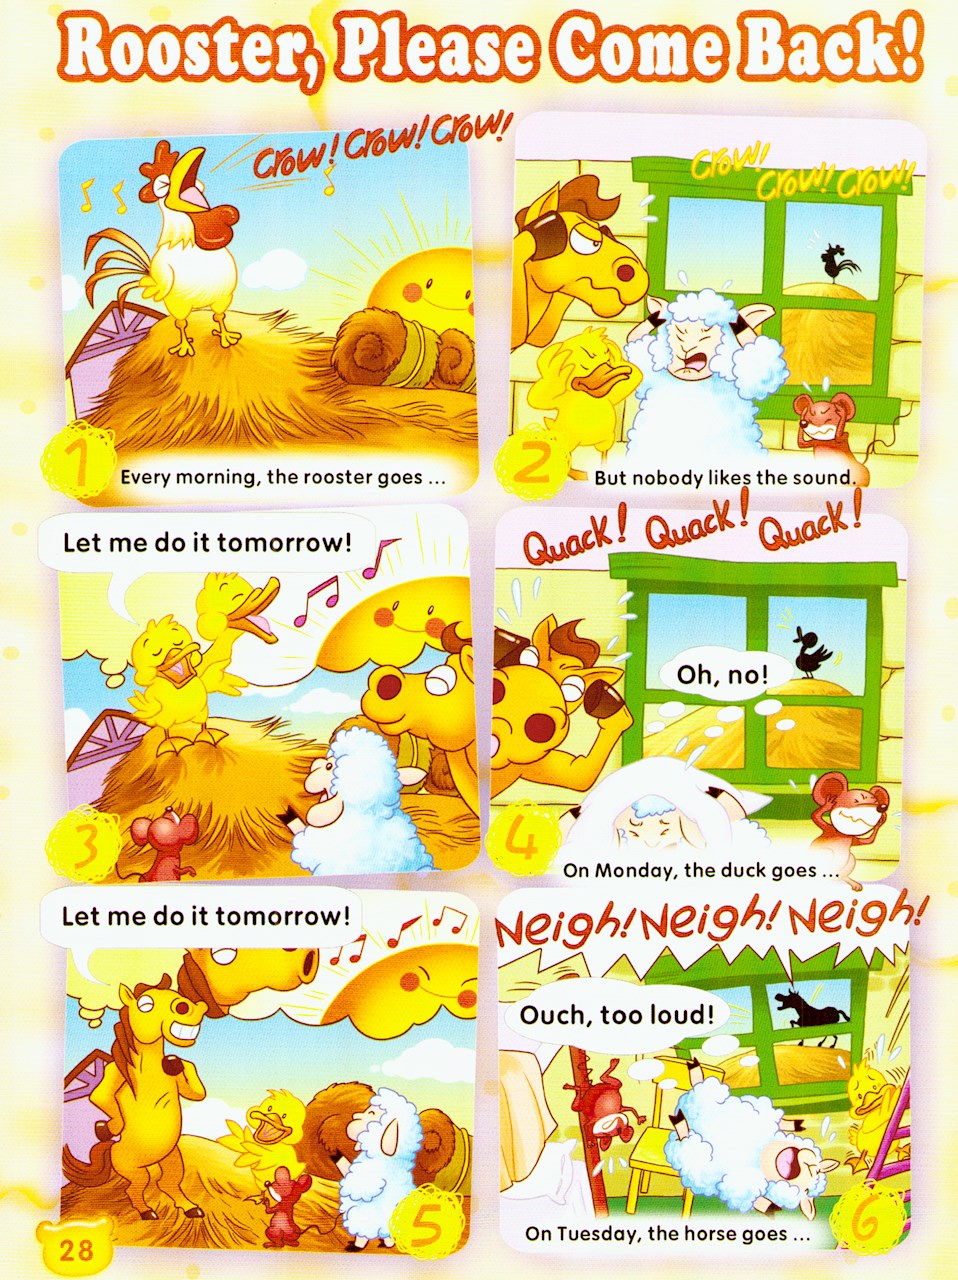 Rooster, Please Come Back!
Crow! Crow! Crow!
1
Every morning, the rooster goes ...
Crow!
Crow! Crow!
2
But nobody likes the sound.
Let me do it tomorrow!
3
Quack! Quack! Quack!
Oh, no!
4
On Monday, the duck goes ...
Let me do it tomorrow!
5
Neigh! Neigh! Neigh!
Ouch, too loud!
6
On Tuesday, the horse goes ...
28